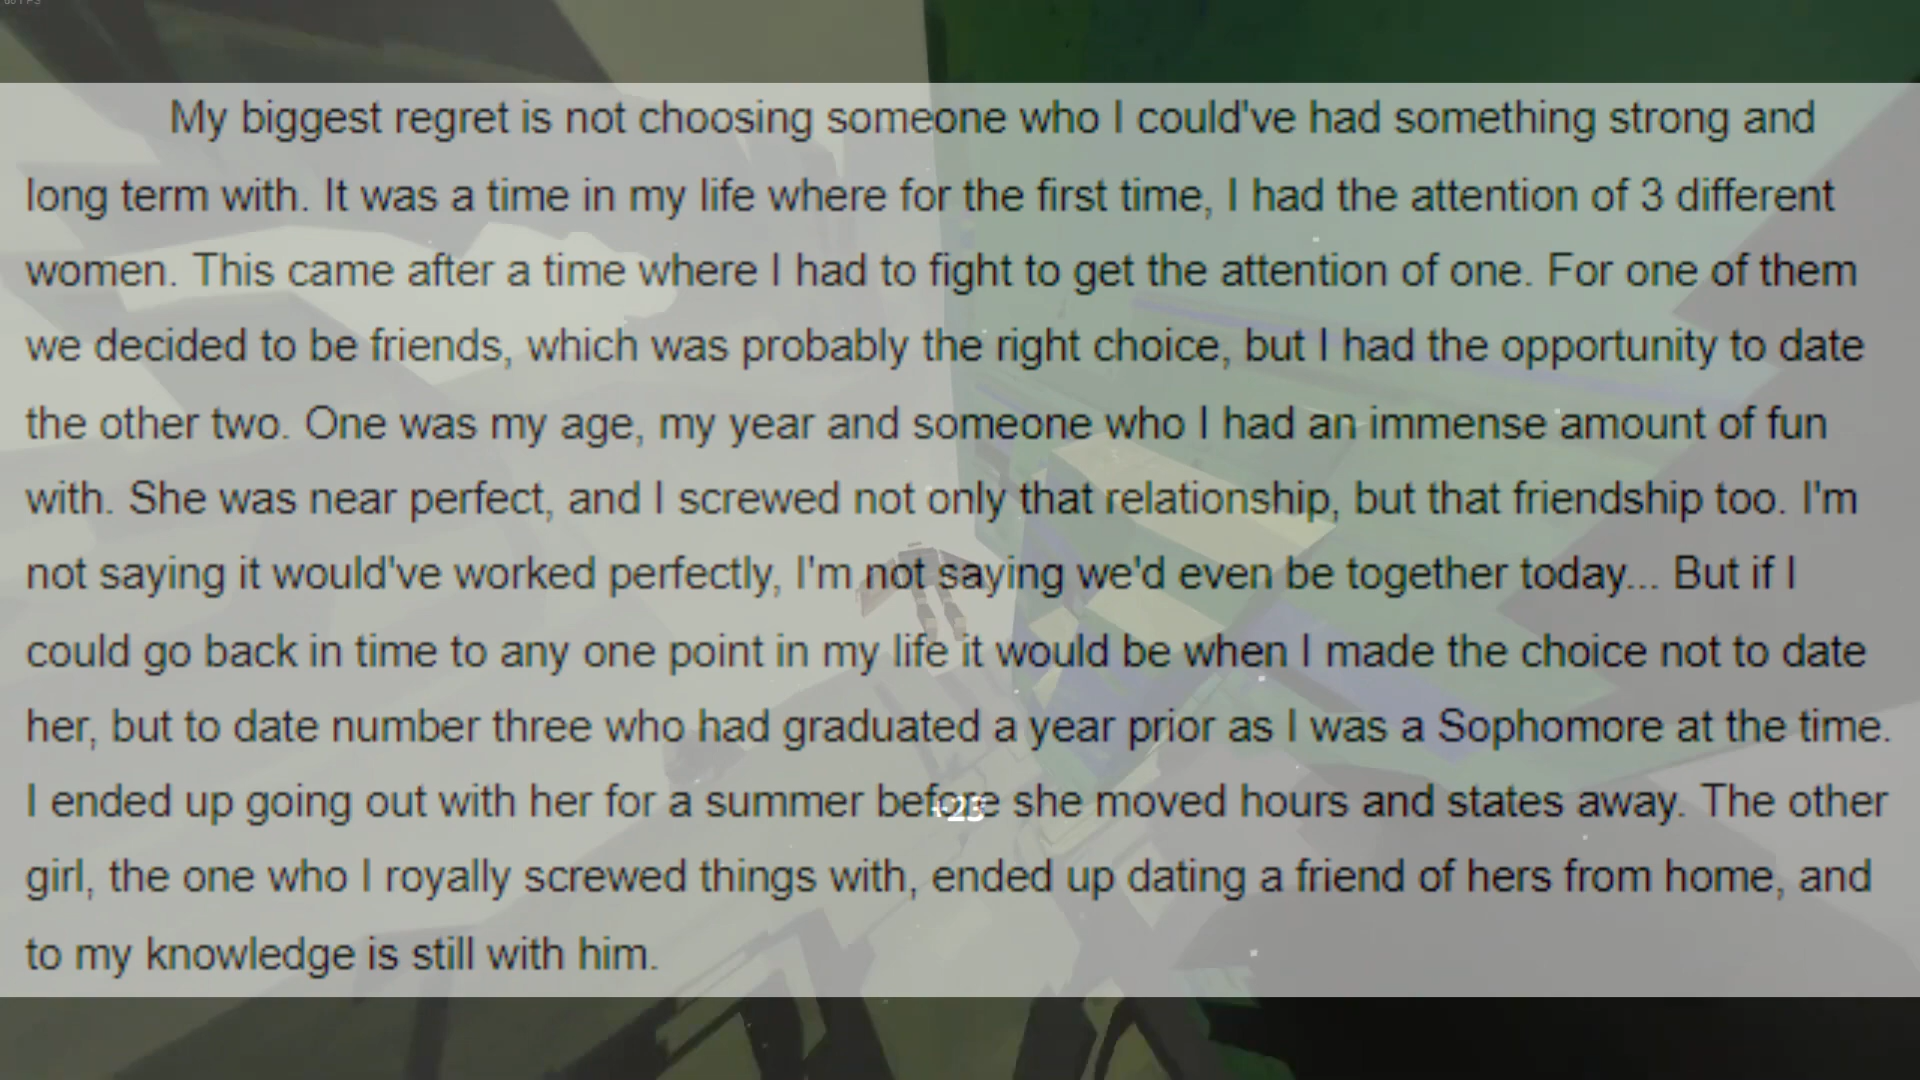 My biggest regret is not choosing someone who I could've had something strong and
long term with. It was a time in my life where for the first time, I had the attention of 3 different
women. This came after a time where I had to fight to get the attention of one. For one of them
we decided to be friends, which was probably the right choice, but I had the opportunity to date
the other two. One was my age, my year and someone who I had an immense amount of fun
with. She was near perfect, and I screwed not only that relationship, but that friendship too. I'm
not saying it would've worked perfectly, I'm not saying we'd even be together today... But if I
could go back in time to any one point in my life it would be when I made the choice not to date
her, but to date number three who had graduated a year prior as I was a Sophomore at the time.
I ended up going out with her for a summer before she moved hours and states away. The other
+23
girl, the one who I royally screwed things with, ended up dating a friend of hers from home, and
to my knowledge is still with him.